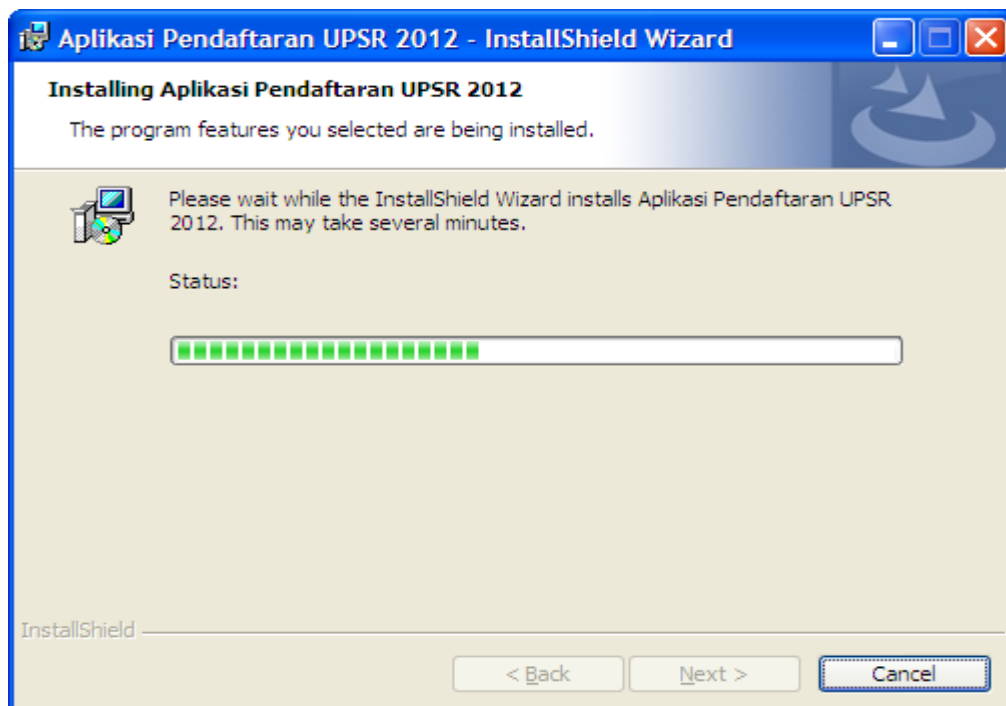 Aplikasi Pendaftaran UPSR 2012 - InstallShield Wizard
Installing Aplikasi Pendaftaran UPSR 2012
The program features you selected are being installed.
Please wait while the InstallShield Wizard installs Aplikasi Pendaftaran UPSR
2012. This may take several minutes.
Status:
InstallShield
< Back
Next >
Cancel